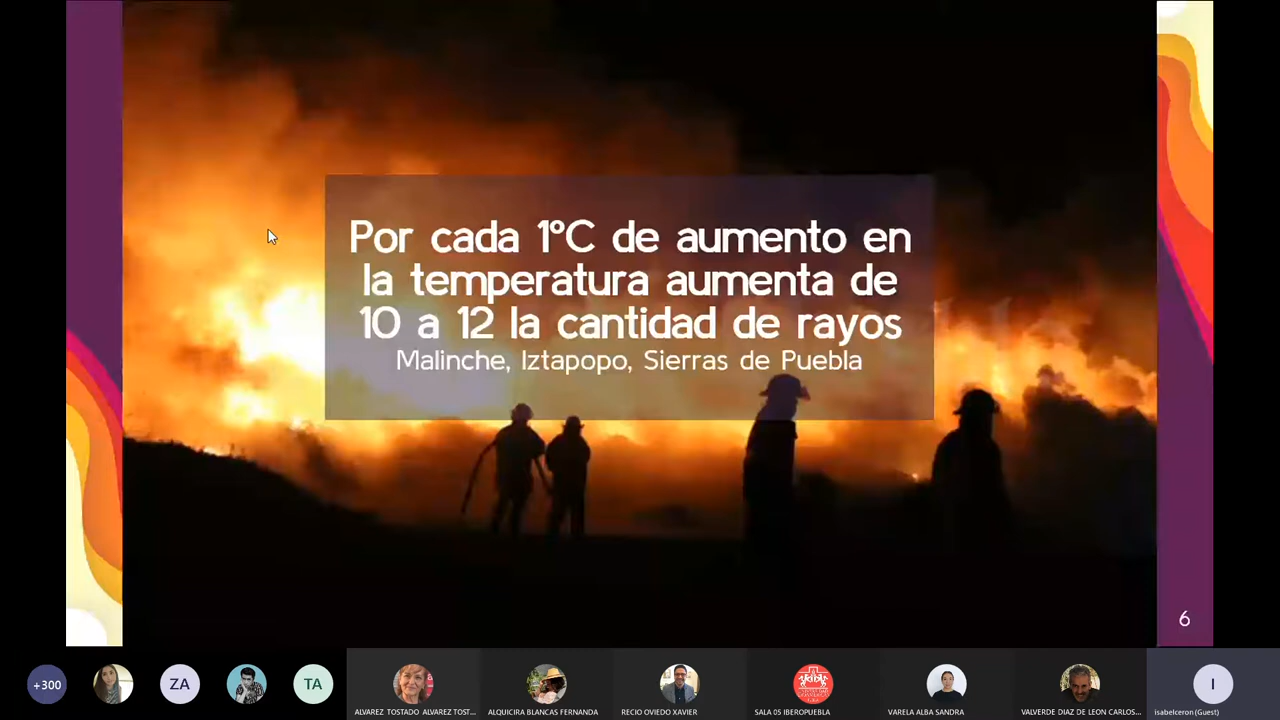 Por cada 1°C de aumento en
la temperatura aumenta de
10 a 12 la cantidad de rayos
Malinche, Iztapopo, Sierras de Puebla
6
+300
ZA
TA
I
ALVAREZ TOSTADO ALVAREZ TOST...
ALQUICIRA BLANCAS FERNANDA
RECIO OVIEDO XAVIER
SALA 05 IBEROPUEBLA
VARELA ALBA SANDRA
VALVERDE DIAZ DE LEON CARLOS...
isabelceron (Guest)